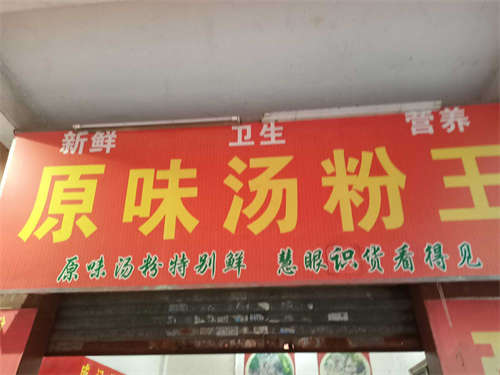 新鲜 卫生 营养
原味汤粉王
原味汤粉特别鲜 慧眼识货看得见